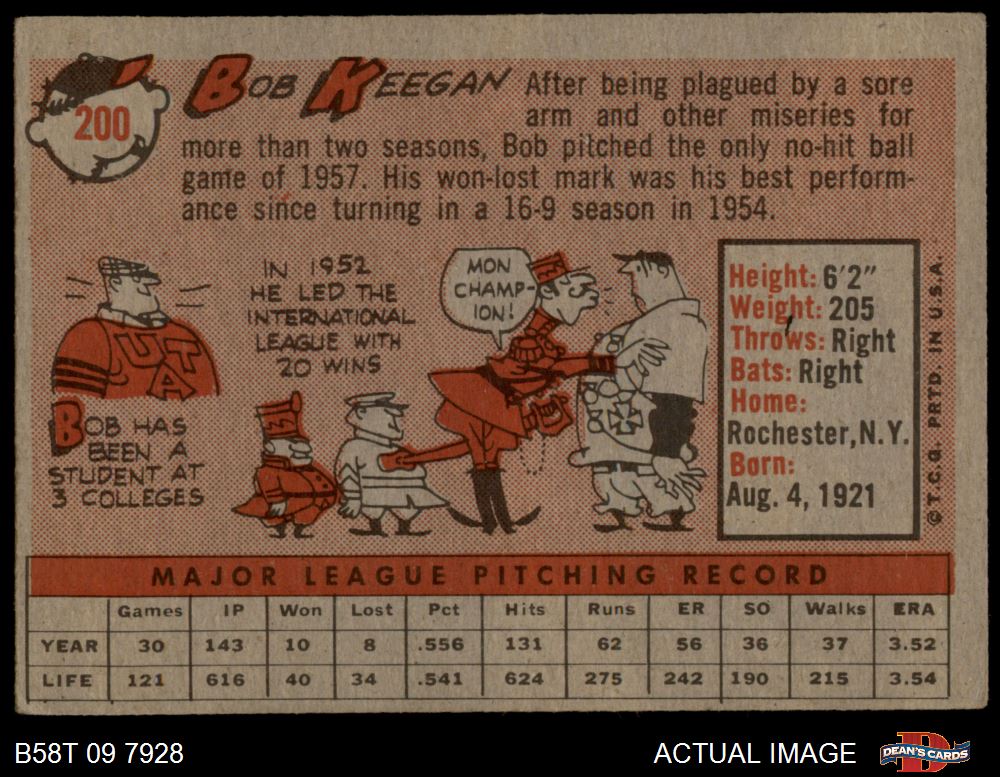 200
BOB KEEGAN After being plagued by a sore
arm and other miseries for
more than two seasons, Bob pitched the only no-hit ball
game of 1957. His won-lost mark was his best perform-
ance since turning in a 16-9 season in 1954.
UTA
BOB HAS
BEEN A
STUDENT AT
3 COLLEGES
IN 1952
HE LED THE
INTERNATIONAL
LEAGUE WITH
20 WINS
MON
CHAMP-
ION!
Height: 6'2"
Weight: 205
Throws: Right
Bats: Right
Home:
Rochester, N.Y.
Born:
Aug. 4, 1921
© T.C.G. PRTD. IN U.S.A.
MAJOR LEAGUE PITCHING RECORD
Games IP Won Lost Pct Hits Runs ER SO Walks ERA
YEAR 30 143 10 8 .556 131 62 56 36 37 3.52
LIFE 121 616 40 34 .541 624 275 242 190 215 3.54
B58T 09 7928
ACTUAL IMAGE
DEAN'S CARDS